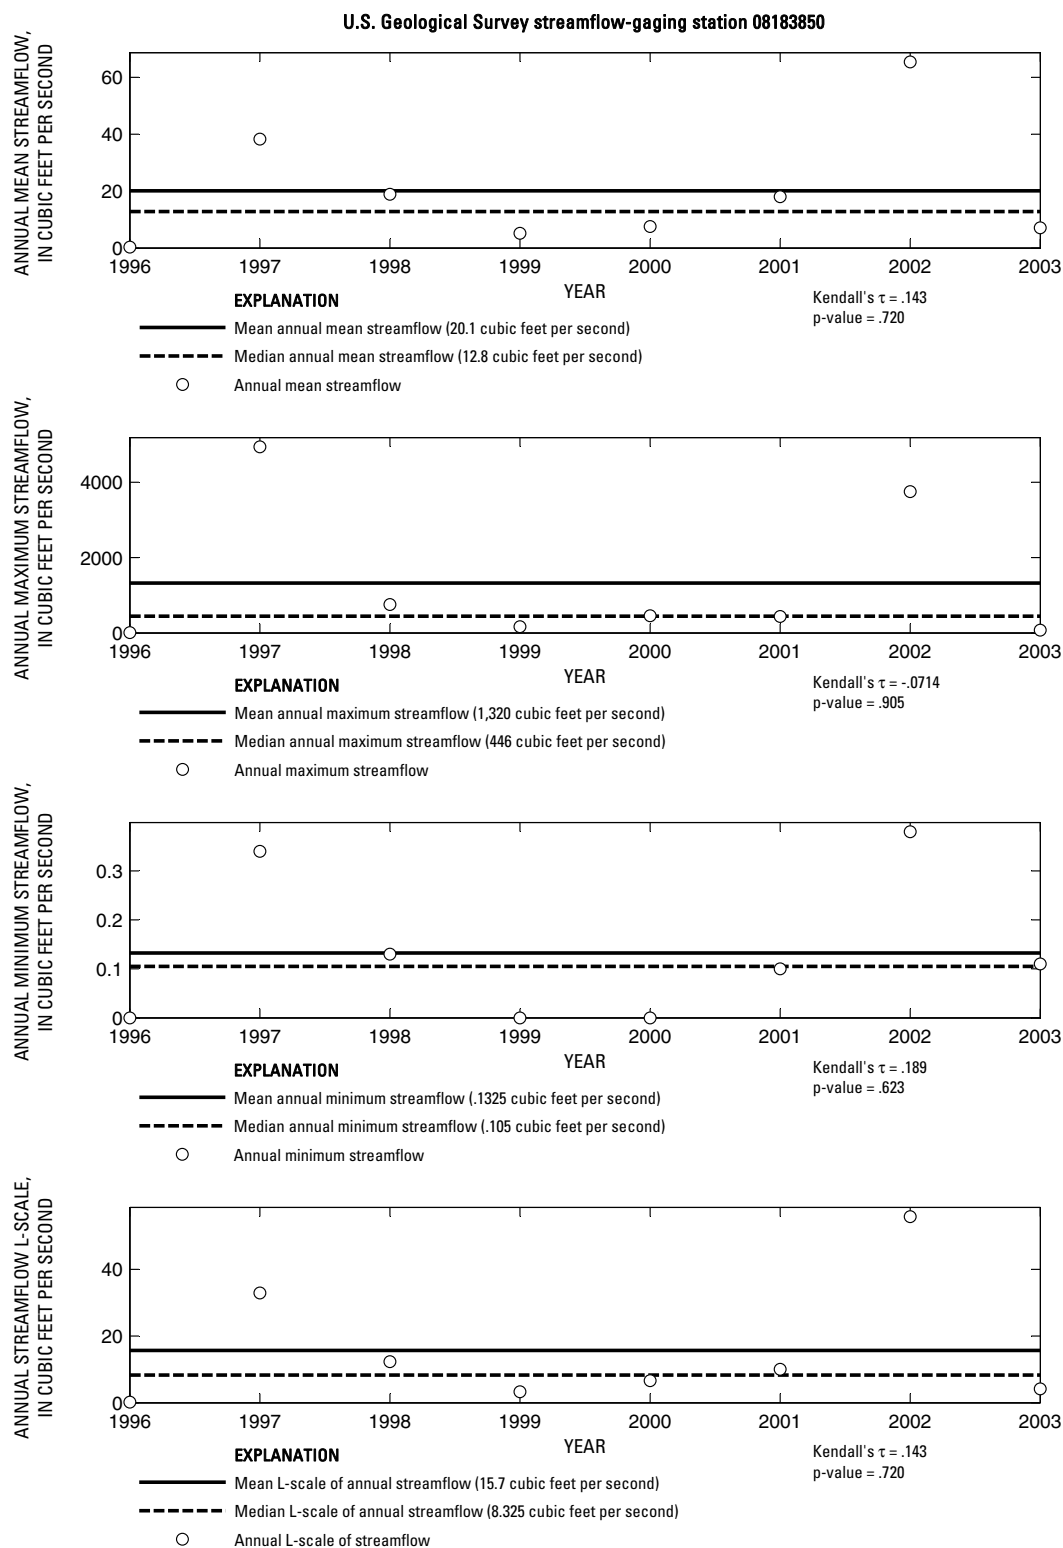 U.S. Geological Survey streamflow-gaging station 08183850
ANNUAL MEAN STREAMFLOW,
IN CUBIC FEET PER SECOND
60
40
20
0
1996 1997 1998 1999 2000 2001 2002 2003
YEAR
Kendall's τ = .143
p-value = .720
EXPLANATION
Mean annual mean streamflow (20.1 cubic feet per second)
Median annual mean streamflow (12.8 cubic feet per second)
Annual mean streamflow
ANNUAL MAXIMUM STREAMFLOW,
IN CUBIC FEET PER SECOND
4000
2000
0
1996 1997 1998 1999 2000 2001 2002 2003
YEAR
Kendall's τ = -.0714
p-value = .905
EXPLANATION
Mean annual maximum streamflow (1,320 cubic feet per second)
Median annual maximum streamflow (446 cubic feet per second)
Annual maximum streamflow
ANNUAL MINIMUM STREAMFLOW,
IN CUBIC FEET PER SECOND
0.3
0.2
0.1
0
1996 1997 1998 1999 2000 2001 2002 2003
YEAR
Kendall's τ = .189
p-value = .623
EXPLANATION
Mean annual minimum streamflow (.1325 cubic feet per second)
Median annual minimum streamflow (.105 cubic feet per second)
Annual minimum streamflow
ANNUAL STREAMFLOW L-SCALE,
IN CUBIC FEET PER SECOND
40
20
0
1996 1997 1998 1999 2000 2001 2002 2003
YEAR
Kendall's τ = .143
p-value = .720
EXPLANATION
Mean L-scale of annual streamflow (15.7 cubic feet per second)
Median L-scale of annual streamflow (8.325 cubic feet per second)
Annual L-scale of streamflow